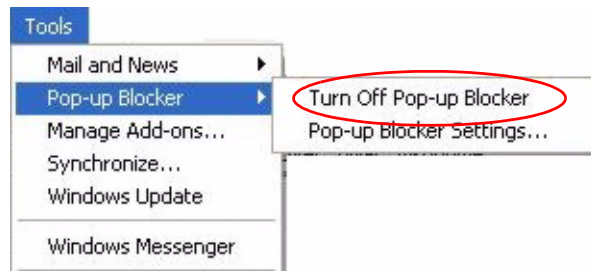 Tools
Mail and News
Pop-up Blocker
Turn Off Pop-up Blocker
Manage Add-ons...
Pop-up Blocker Settings...
Synchronize...
Windows Update
Windows Messenger